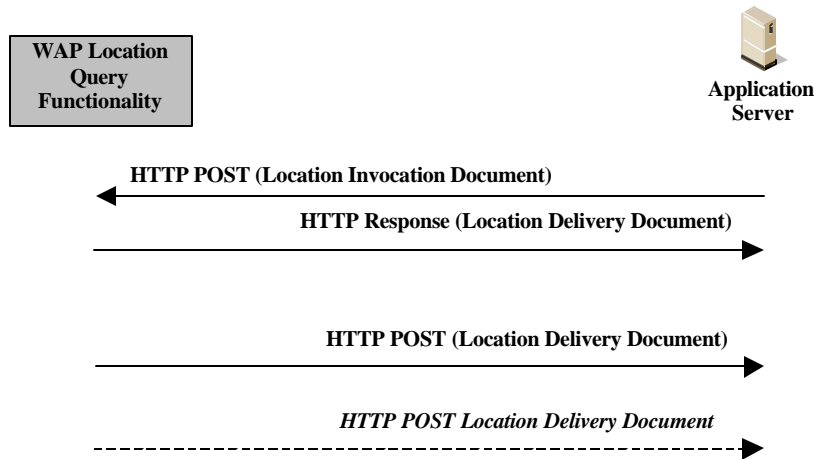 WAP Location
Query
Functionality
Application
Server
HTTP POST (Location Invocation Document)
HTTP Response (Location Delivery Document)
HTTP POST (Location Delivery Document)
HTTP POST Location Delivery Document